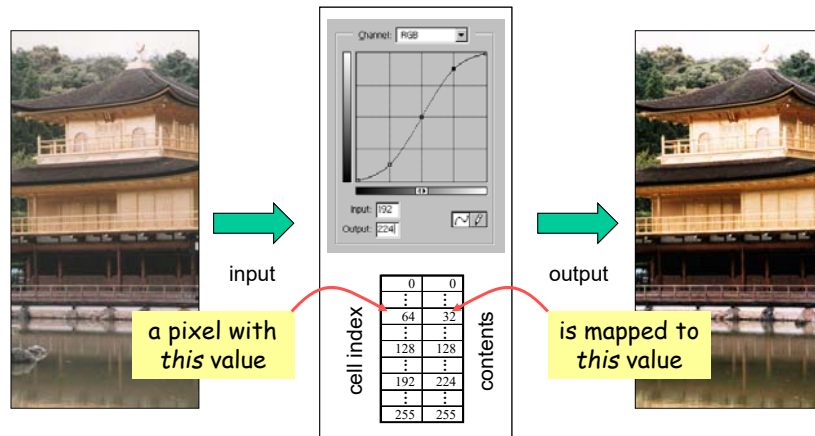 Channel: RGB
Input: 192
Output: 224
input
output
a pixel with
this value
cell index
0 0
⋮ ⋮
64 32
⋮ ⋮
128 128
⋮ ⋮
192 224
⋮ ⋮
255 255
contents
is mapped to
this value